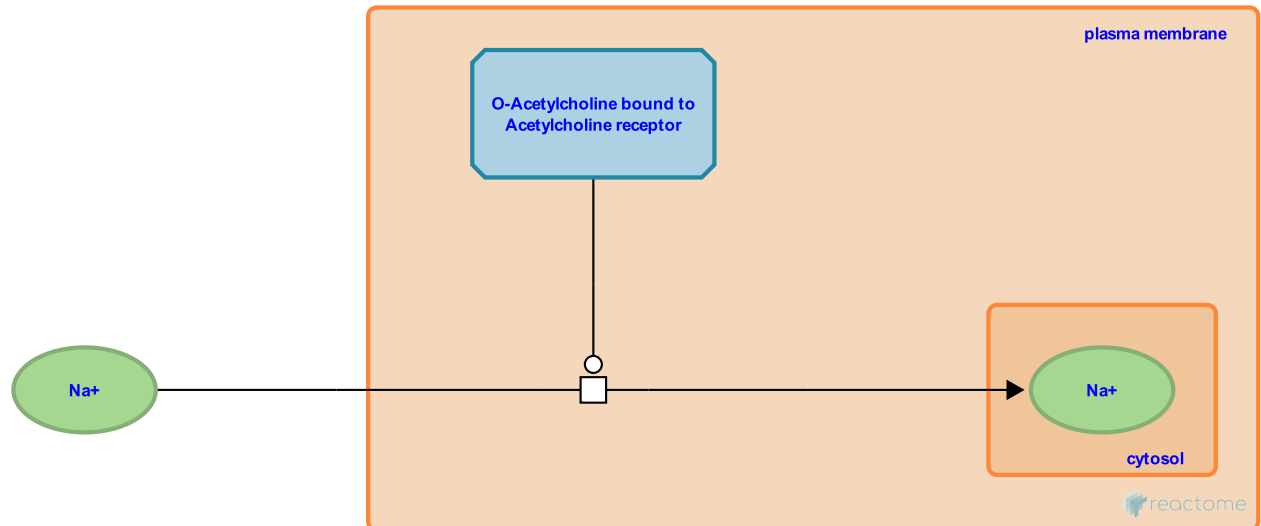 plasma membrane
O-Acetylcholine bound to
Acetylcholine receptor
Na+
Na+
cytosol
reactome